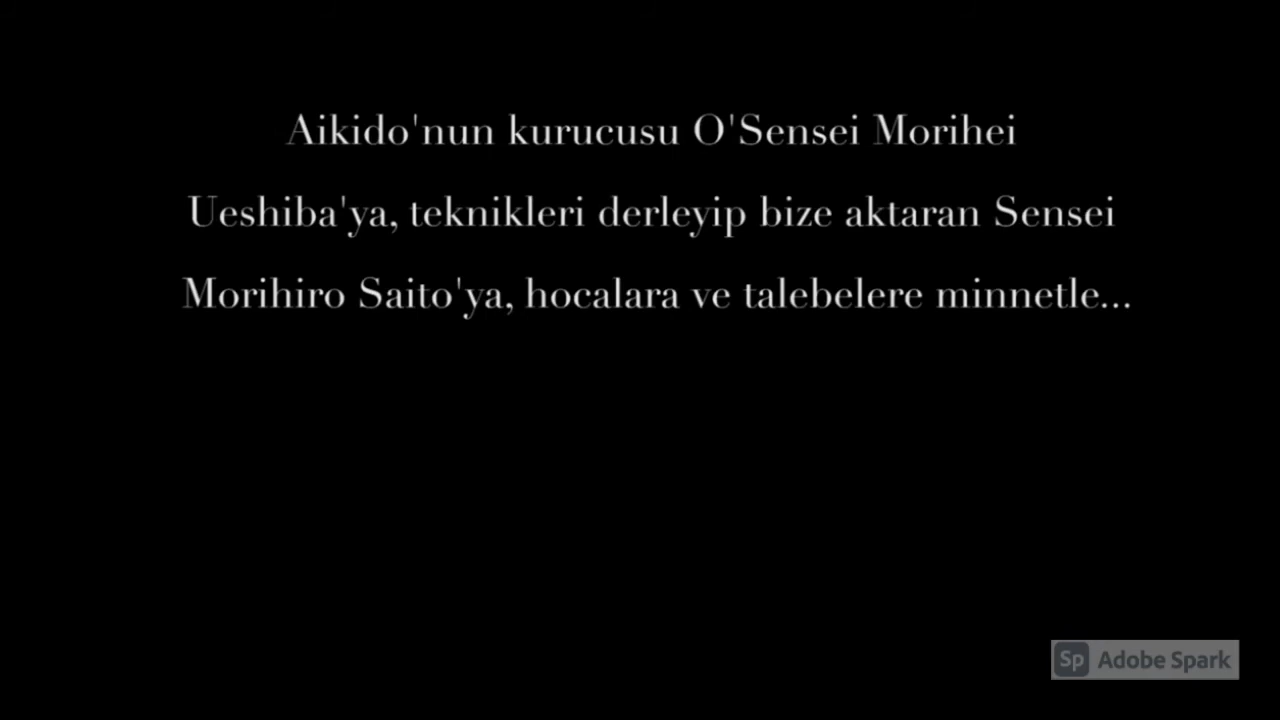 Aikido'nun kurucusu O'Sensei Morihei
Ueshiba'ya, teknikleri derleyip bize aktaran Sensei
Morihiro Saito'ya, hocalara ve talebelere minnetle...
Sp Adobe Spark